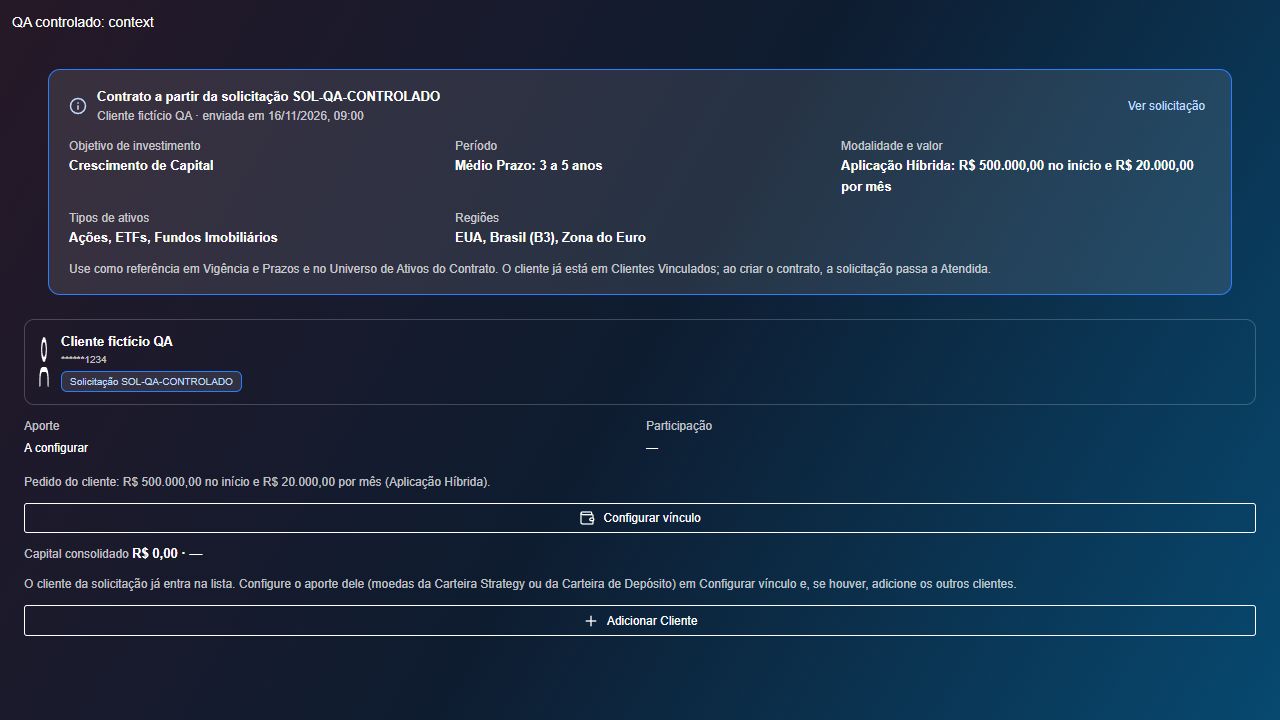 QA controlado: context
Contrato a partir da solicitação SOL-QA-CONTROLADO
Cliente fictício QA · enviada em 16/11/2026, 09:00
Ver solicitação
Objetivo de investimento
Crescimento de Capital
Período
Médio Prazo: 3 a 5 anos
Modalidade e valor
Aplicação Híbrida: R$ 500.000,00 no início e R$ 20.000,00
por mês
Tipos de ativos
Ações, ETFs, Fundos Imobiliários
Regiões
EUA, Brasil (B3), Zona do Euro
Use como referência em Vigência e Prazos e no Universo de Ativos do Contrato. O cliente já está em Clientes Vinculados; ao criar o contrato, a solicitação passa a Atendida.
Cliente fictício QA
******1234
Solicitação SOL-QA-CONTROLADO
Aporte
A configurar
Participação
—
Pedido do cliente: R$ 500.000,00 no início e R$ 20.000,00 por mês (Aplicação Híbrida).
Configurar vínculo
Capital consolidado R$ 0,00 · —
O cliente da solicitação já entra na lista. Configure o aporte dele (moedas da Carteira Strategy ou da Carteira de Depósito) em Configurar vínculo e, se houver, adicione os outros clientes.
Adicionar Cliente